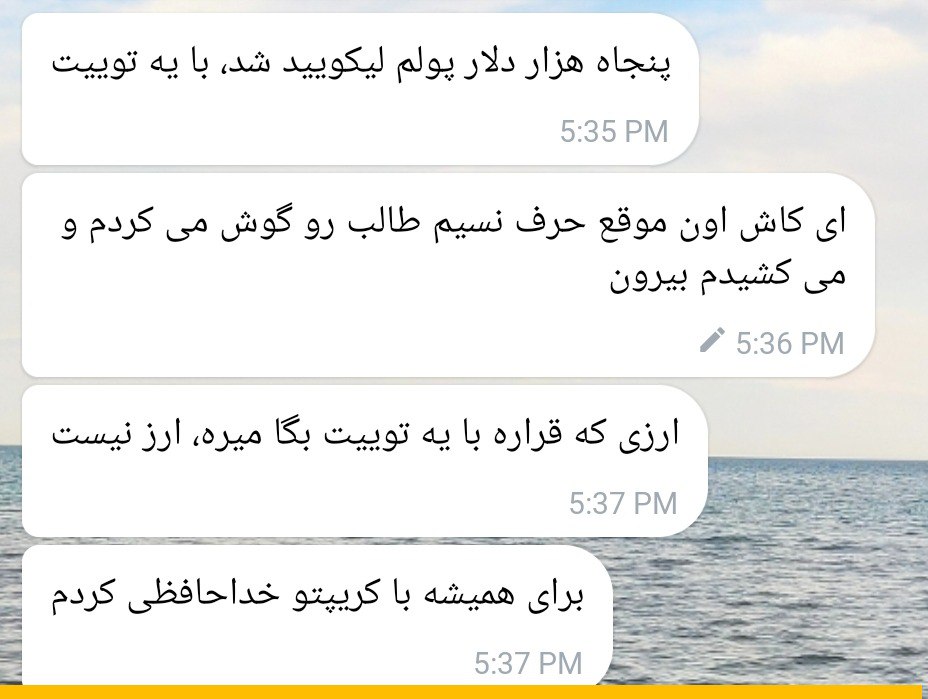 پنجاه هزار دلار پولم لیکویید شد، با یه توییت
5:35 PM
ای کاش اون موقع حرف نسیم طالب رو گوش می کردم و
می کشیدم بیرون
5:36 PM
ارزی که قراره با یه توییت بگا میره، ارز نیست
5:37 PM
برای همیشه با کریپتو خداحافظی کردم
5:37 PM